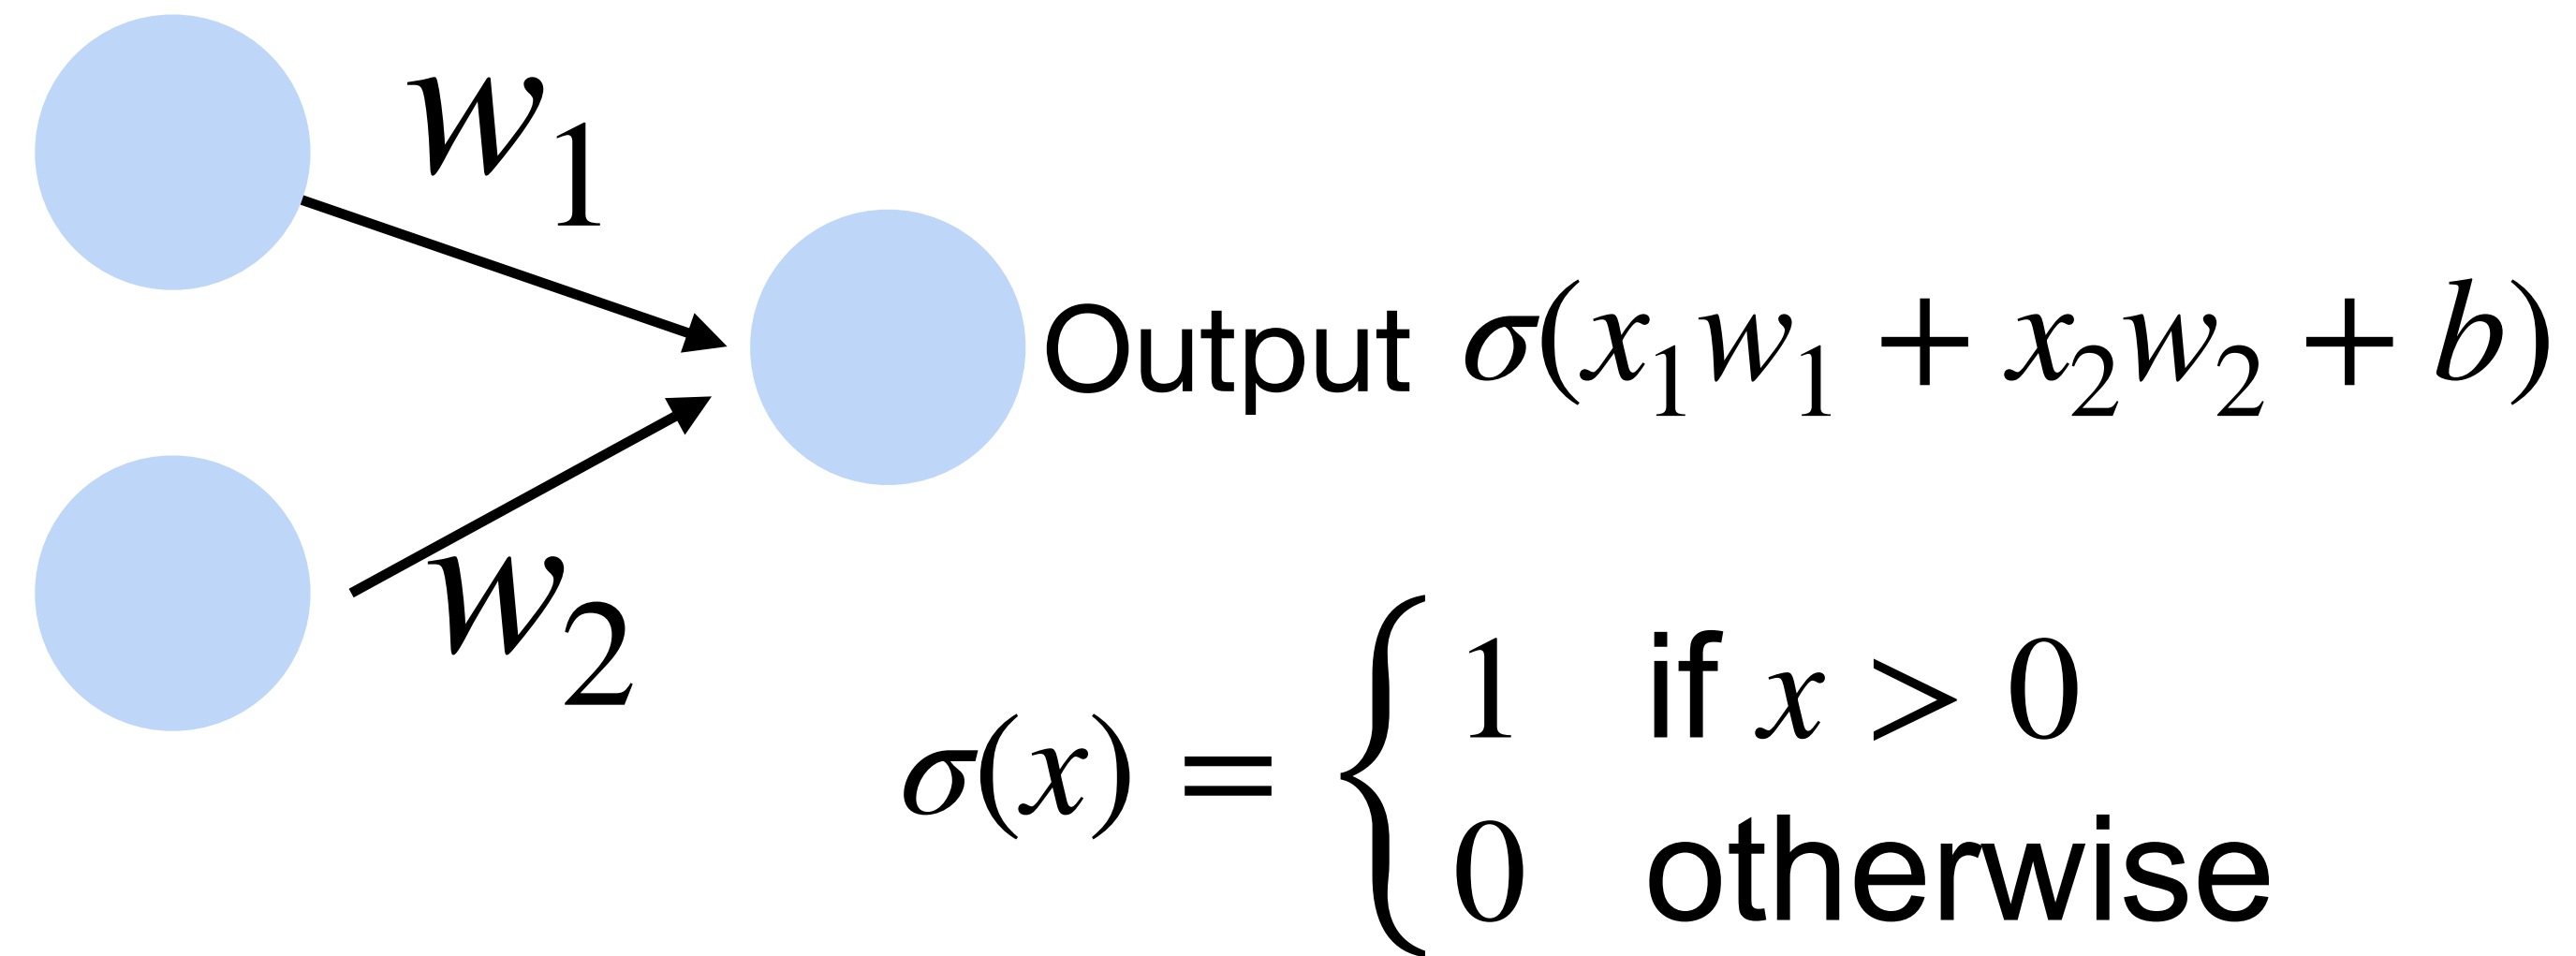 w₁
Output σ(x₁w₁ + x₂w₂ + b)
w₂
σ(x) = { 1 if x > 0
0 otherwise